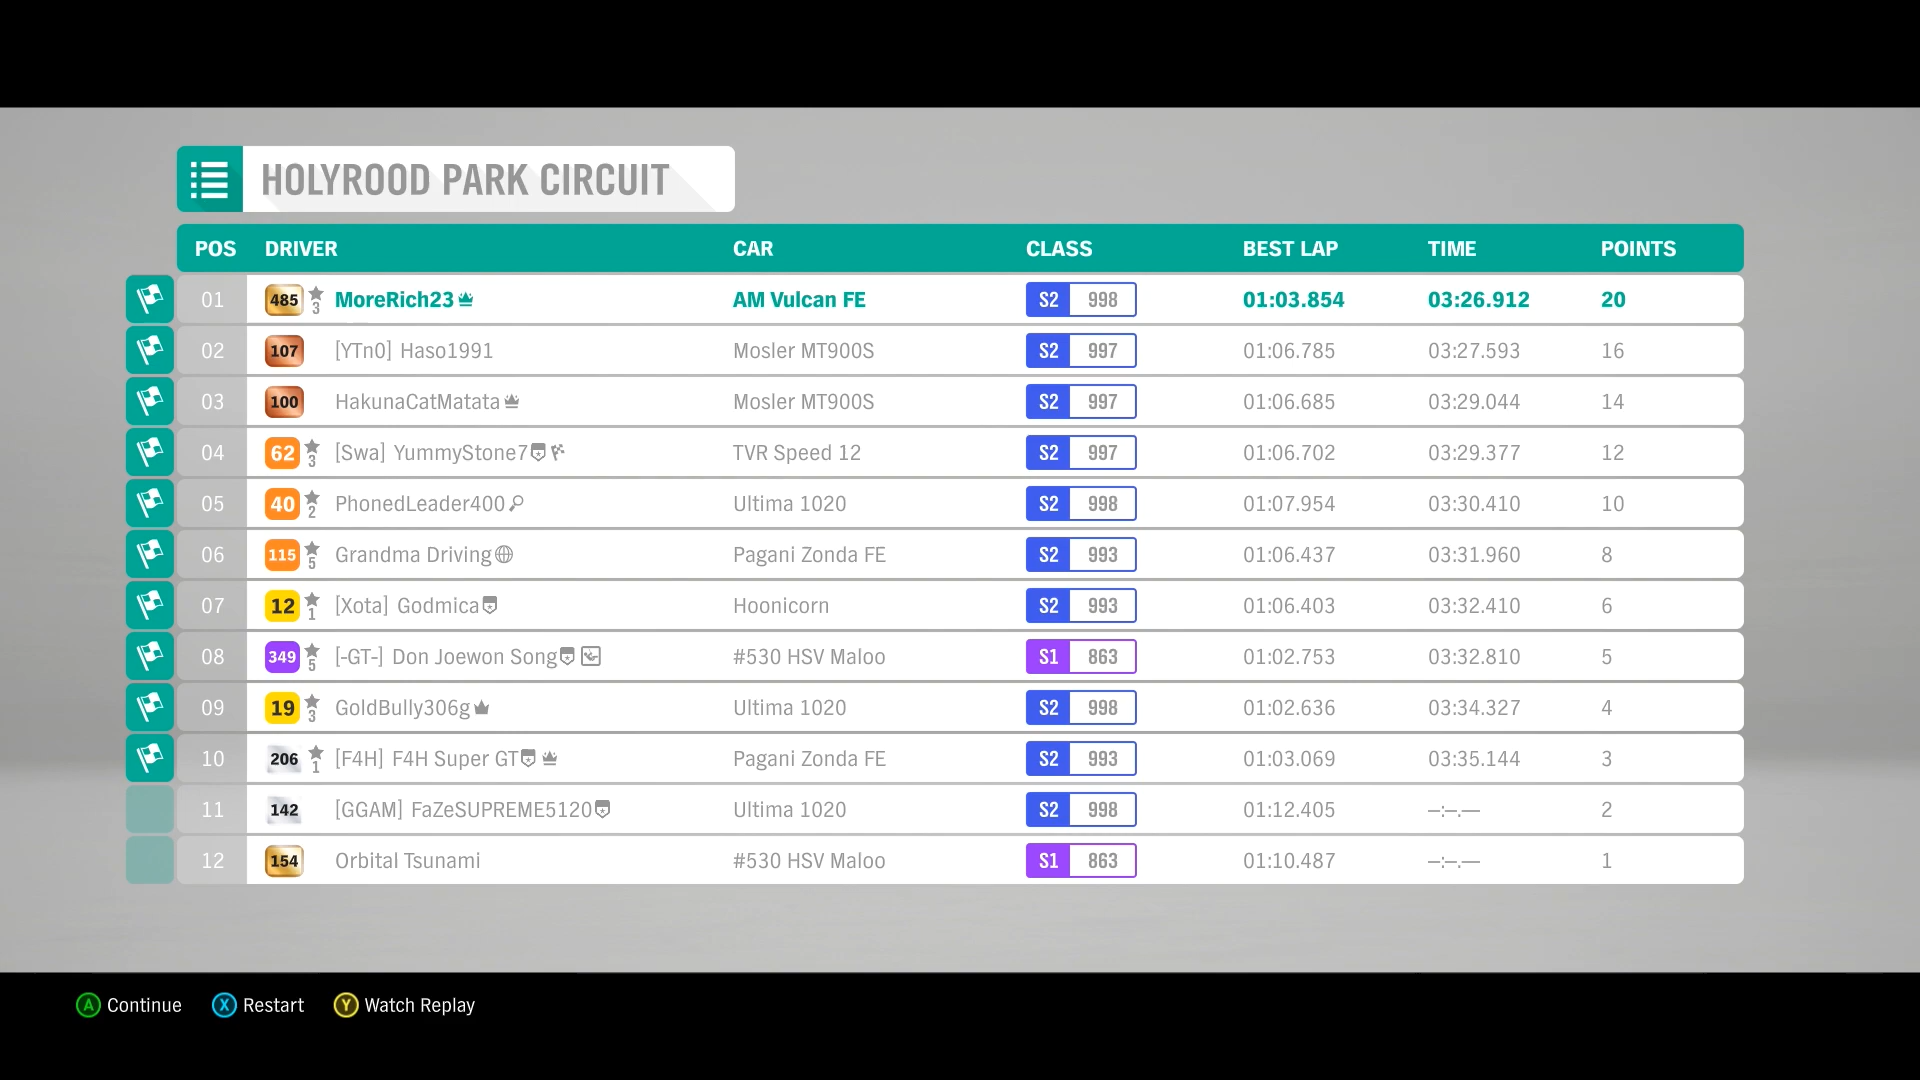 HOLYROOD PARK CIRCUIT
POS DRIVER CAR CLASS BEST LAP TIME POINTS
01 485 3 MoreRich23 AM Vulcan FE S2 998 01:03.854 03:26.912 20
02 107 [YTn0] Haso1991 Mosler MT900S S2 997 01:06.785 03:27.593 16
03 100 HakunaCatMatata Mosler MT900S S2 997 01:06.685 03:29.044 14
04 62 3 [Swa] YummyStone7 TVR Speed 12 S2 997 01:06.702 03:29.377 12
05 40 2 PhonedLeader400 Ultima 1020 S2 998 01:07.954 03:30.410 10
06 115 5 Grandma Driving Pagani Zonda FE S2 993 01:06.437 03:31.960 8
07 12 1 [Xota] Godmica Hoonicorn S2 993 01:06.403 03:32.410 6
08 349 5 [-GT-] Don Joewon Song #530 HSV Maloo S1 863 01:02.753 03:32.810 5
09 19 3 GoldBully306g Ultima 1020 S2 998 01:02.636 03:34.327 4
10 206 1 [F4H] F4H Super GT Pagani Zonda FE S2 993 01:03.069 03:35.144 3
11 142 [GGAM] FaZeSUPREME5120 Ultima 1020 S2 998 01:12.405 –:–.–– 2
12 154 Orbital Tsunami #530 HSV Maloo S1 863 01:10.487 –:–.–– 1
A Continue X Restart Y Watch Replay